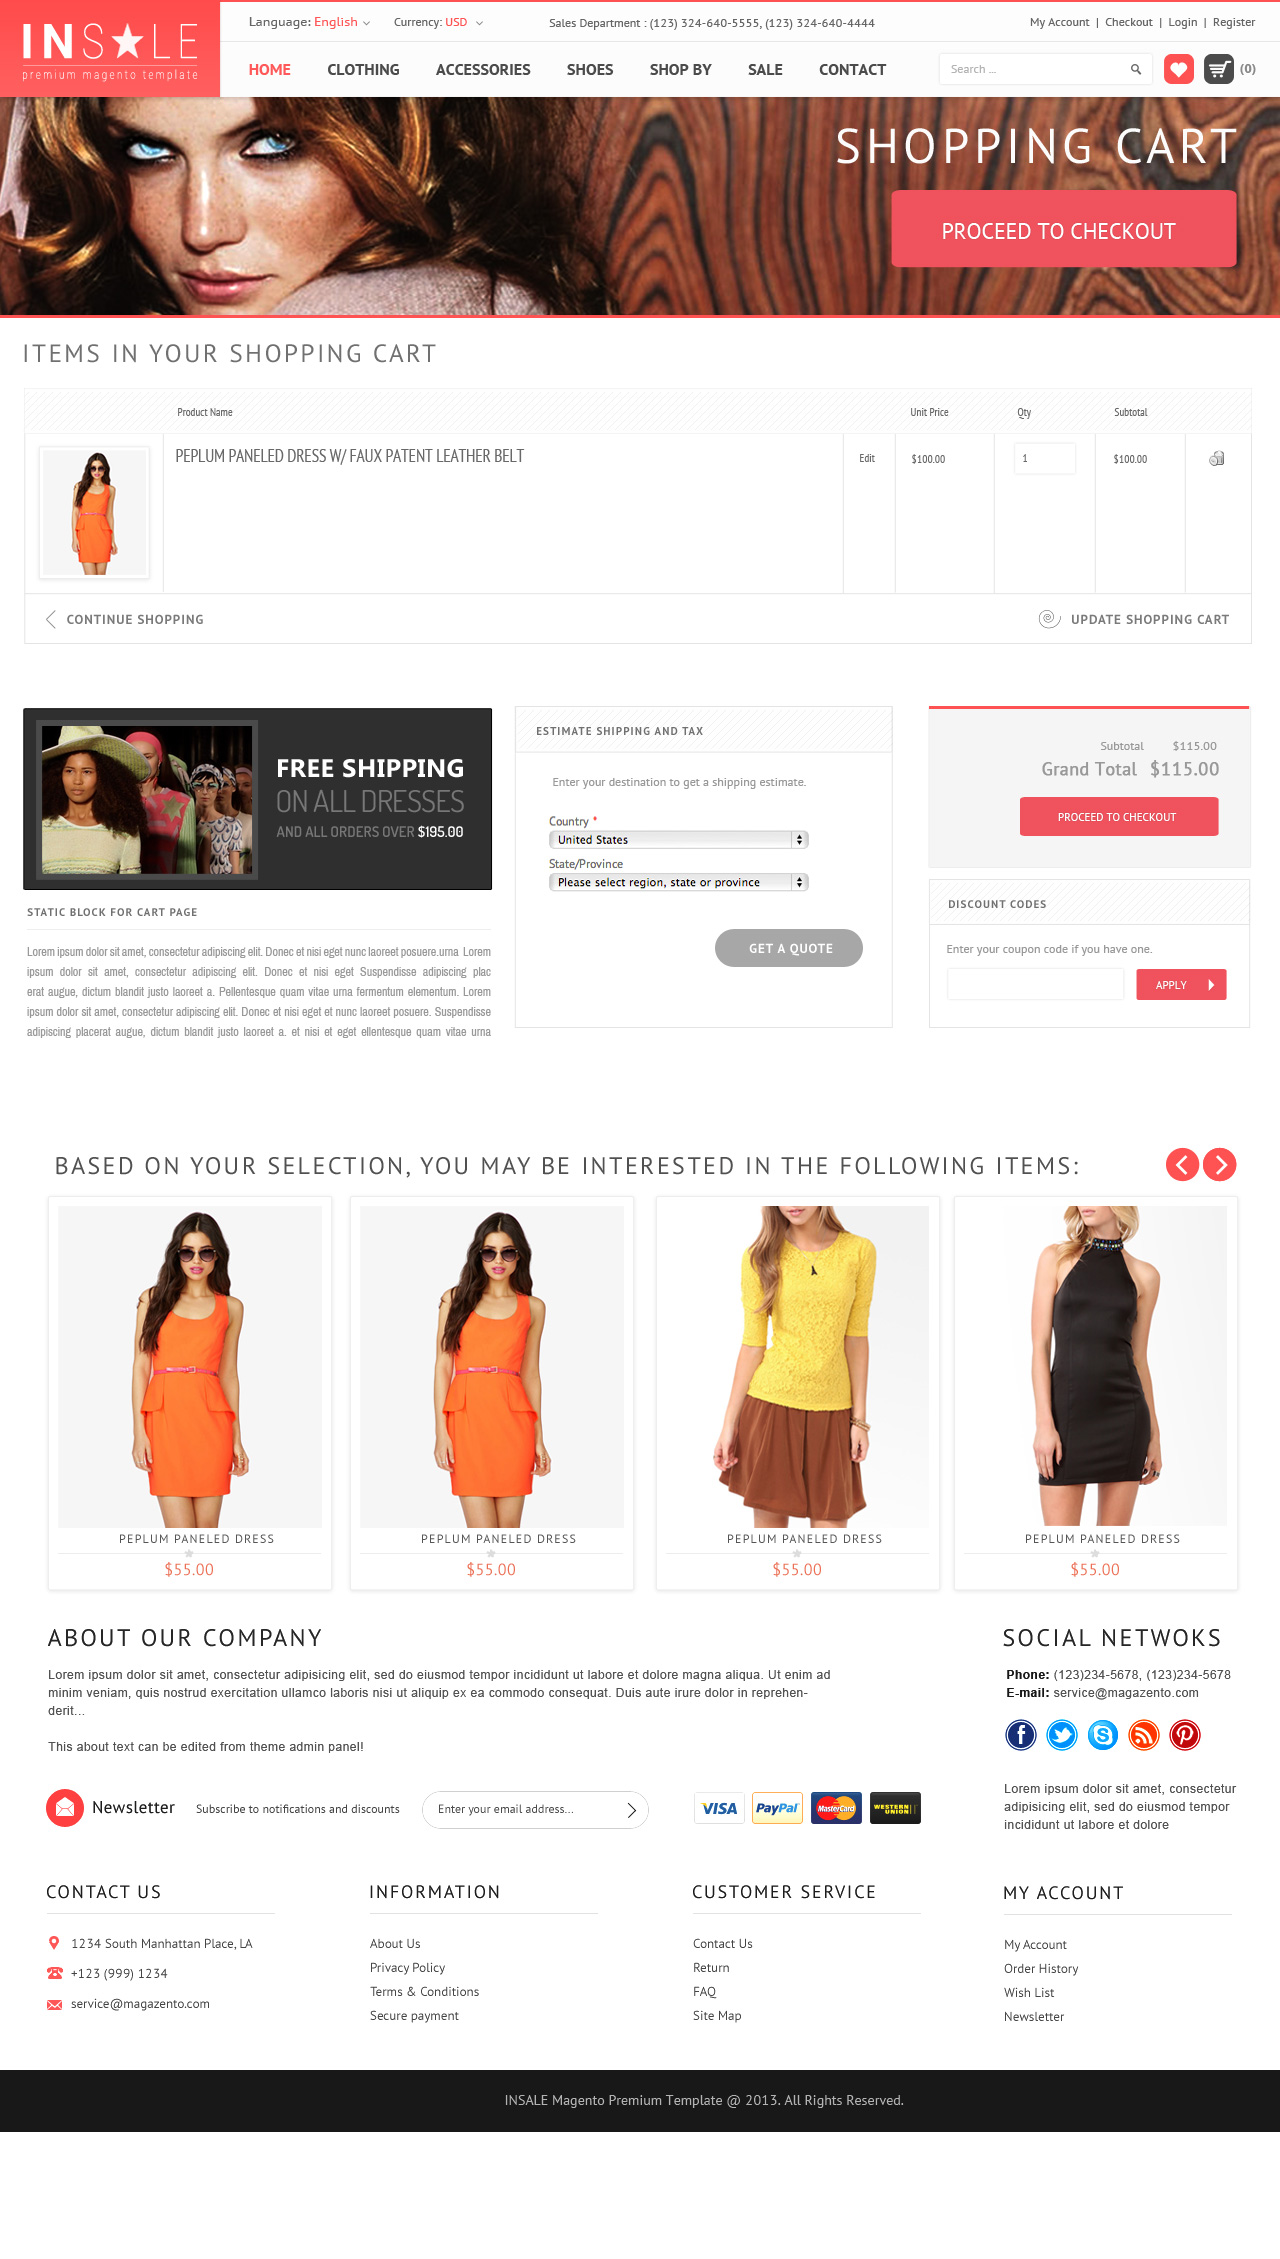 INSALE
premium magento template
Language: English
Currency: USD
Sales Department : (123) 324-640-5555, (123) 324-640-4444
My Account | Checkout | Login | Register
HOME CLOTHING ACCESSORIES SHOES SHOP BY SALE CONTACT
Search ...
(0)
SHOPPING CART
PROCEED TO CHECKOUT
ITEMS IN YOUR SHOPPING CART
Product Name Unit Price Qty Subtotal
PEPLUM PANELED DRESS W/ FAUX PATENT LEATHER BELT Edit $100.00 1 $100.00
CONTINUE SHOPPING UPDATE SHOPPING CART
FREE SHIPPING
ON ALL DRESSES
AND ALL ORDERS OVER $195.00
STATIC BLOCK FOR CART PAGE
Lorem ipsum dolor sit amet, consectetur adipiscing elit. Donec et nisi eget nunc laoreet posuere.urna Lorem
ipsum dolor sit amet, consectetur adipiscing elit. Donec et nisi eget Suspendisse adipiscing plac
erat augue, dictum blandit justo laoreet a. Pellentesque quam vitae urna fermentum elementum. Lorem
ipsum dolor sit amet, consectetur adipiscing elit. Donec et nisi eget et nunc laoreet posuere. Suspendisse
adipiscing placerat augue, dictum blandit justo laoreet a. et nisi et eget ellentesque quam vitae urna
ESTIMATE SHIPPING AND TAX
Enter your destination to get a shipping estimate.
Country *
United States
State/Province
Please select region, state or province
GET A QUOTE
Subtotal $115.00
Grand Total $115.00
PROCEED TO CHECKOUT
DISCOUNT CODES
Enter your coupon code if you have one.
APPLY
BASED ON YOUR SELECTION, YOU MAY BE INTERESTED IN THE FOLLOWING ITEMS:
PEPLUM PANELED DRESS
$55.00
PEPLUM PANELED DRESS
$55.00
PEPLUM PANELED DRESS
$55.00
PEPLUM PANELED DRESS
$55.00
ABOUT OUR COMPANY
Lorem ipsum dolor sit amet, consectetur adipisicing elit, sed do eiusmod tempor incididunt ut labore et dolore magna aliqua. Ut enim ad
minim veniam, quis nostrud exercitation ullamco laboris nisi ut aliquip ex ea commodo consequat. Duis aute irure dolor in reprehen-
derit...
This about text can be edited from theme admin panel!
SOCIAL NETWOKS
Phone: (123)234-5678, (123)234-5678
E-mail: service@magazento.com
Lorem ipsum dolor sit amet, consectetur
adipisicing elit, sed do eiusmod tempor
incididunt ut labore et dolore
Newsletter
Subscribe to notifications and discounts
Enter your email address...
VISA
PayPal
MasterCard
WESTERN UNION
CONTACT US
1234 South Manhattan Place, LA
+123 (999) 1234
service@magazento.com
INFORMATION
About Us
Privacy Policy
Terms & Conditions
Secure payment
CUSTOMER SERVICE
Contact Us
Return
FAQ
Site Map
MY ACCOUNT
My Account
Order History
Wish List
Newsletter
INSALE Magento Premium Template @ 2013. All Rights Reserved.